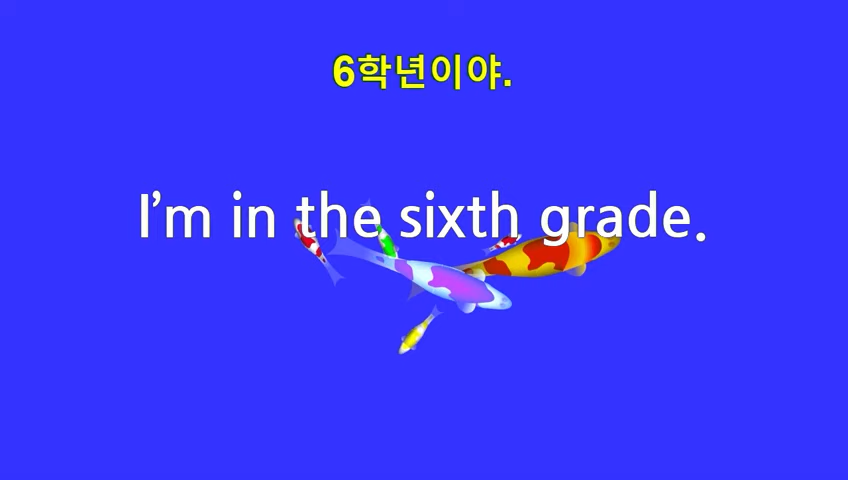 6학년이야.
I’m in the sixth grade.